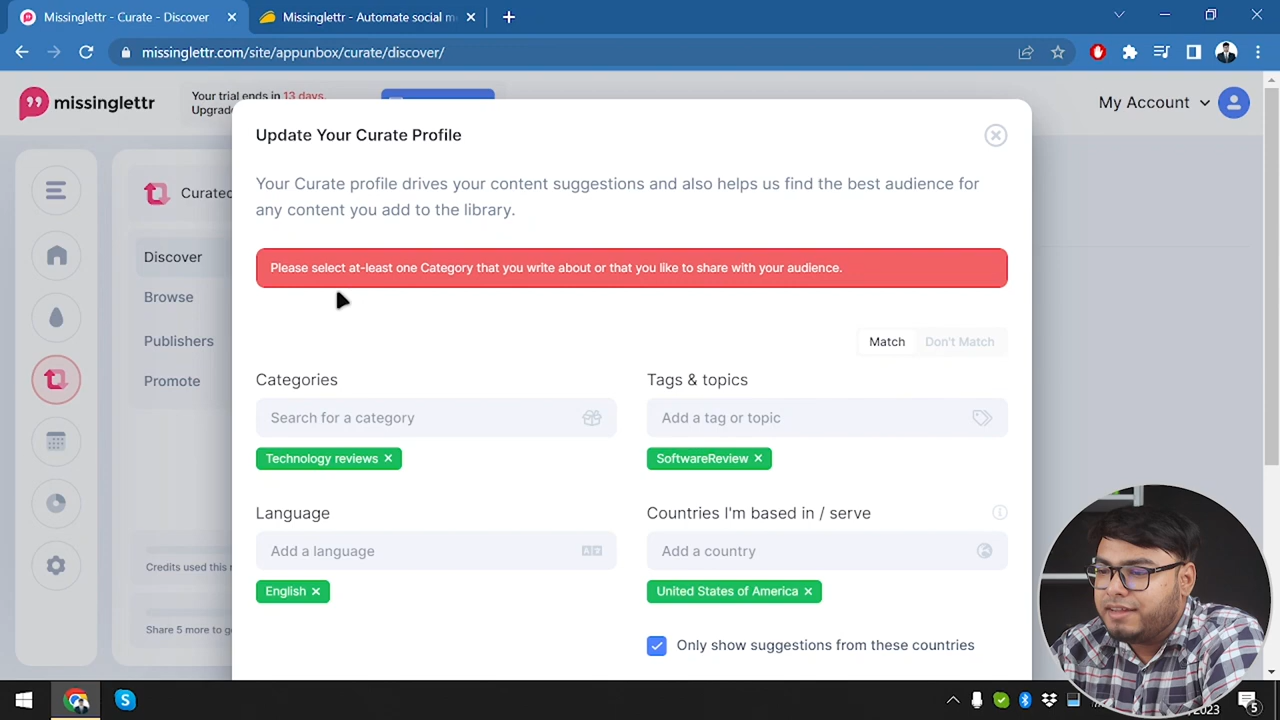 Missinglettr - Curate - Discover
Missinglettr - Automate social m
missinglettr.com/site/appunbox/curate/discover/
missinglettr
Your trial ends in 13 days.
Upgrade
My Account
Update Your Curate Profile
Your Curate profile drives your content suggestions and also helps us find the best audience for
any content you add to the library.
Please select at-least one Category that you write about or that you like to share with your audience.
Curated
Discover
Browse
Publishers
Promote
Match
Don't Match
Categories
Tags & topics
Search for a category
Add a tag or topic
Technology reviews
SoftwareReview
Language
Countries I'm based in / serve
Add a language
Add a country
English
United States of America
Credits used this
Only show suggestions from these countries
Share 5 more to
2023
5